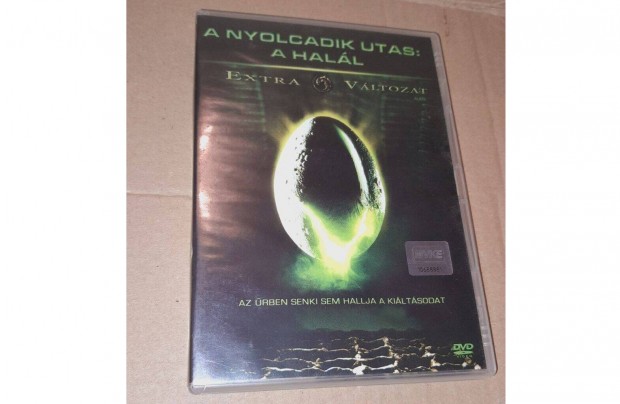 A NYOLCADIK UTAS:
A HALÁL
EXTRA VÁLTOZAT
AZ ŰRBEN SENKI SEM HALLJA A KIÁLTÁSODAT
DVD